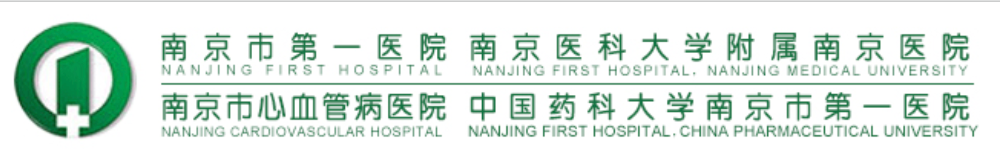 南京市第一医院 南京医科大学附属南京医院
NANJING FIRST HOSPITAL NANJING FIRST HOSPITAL, NANJING MEDICAL UNIVERSITY
南京市心血管病医院 中国药科大学南京市第一医院
NANJING CARDIOVASCULAR HOSPITAL NANJING FIRST HOSPITAL, CHINA PHARMACEUTICAL UNIVERSITY